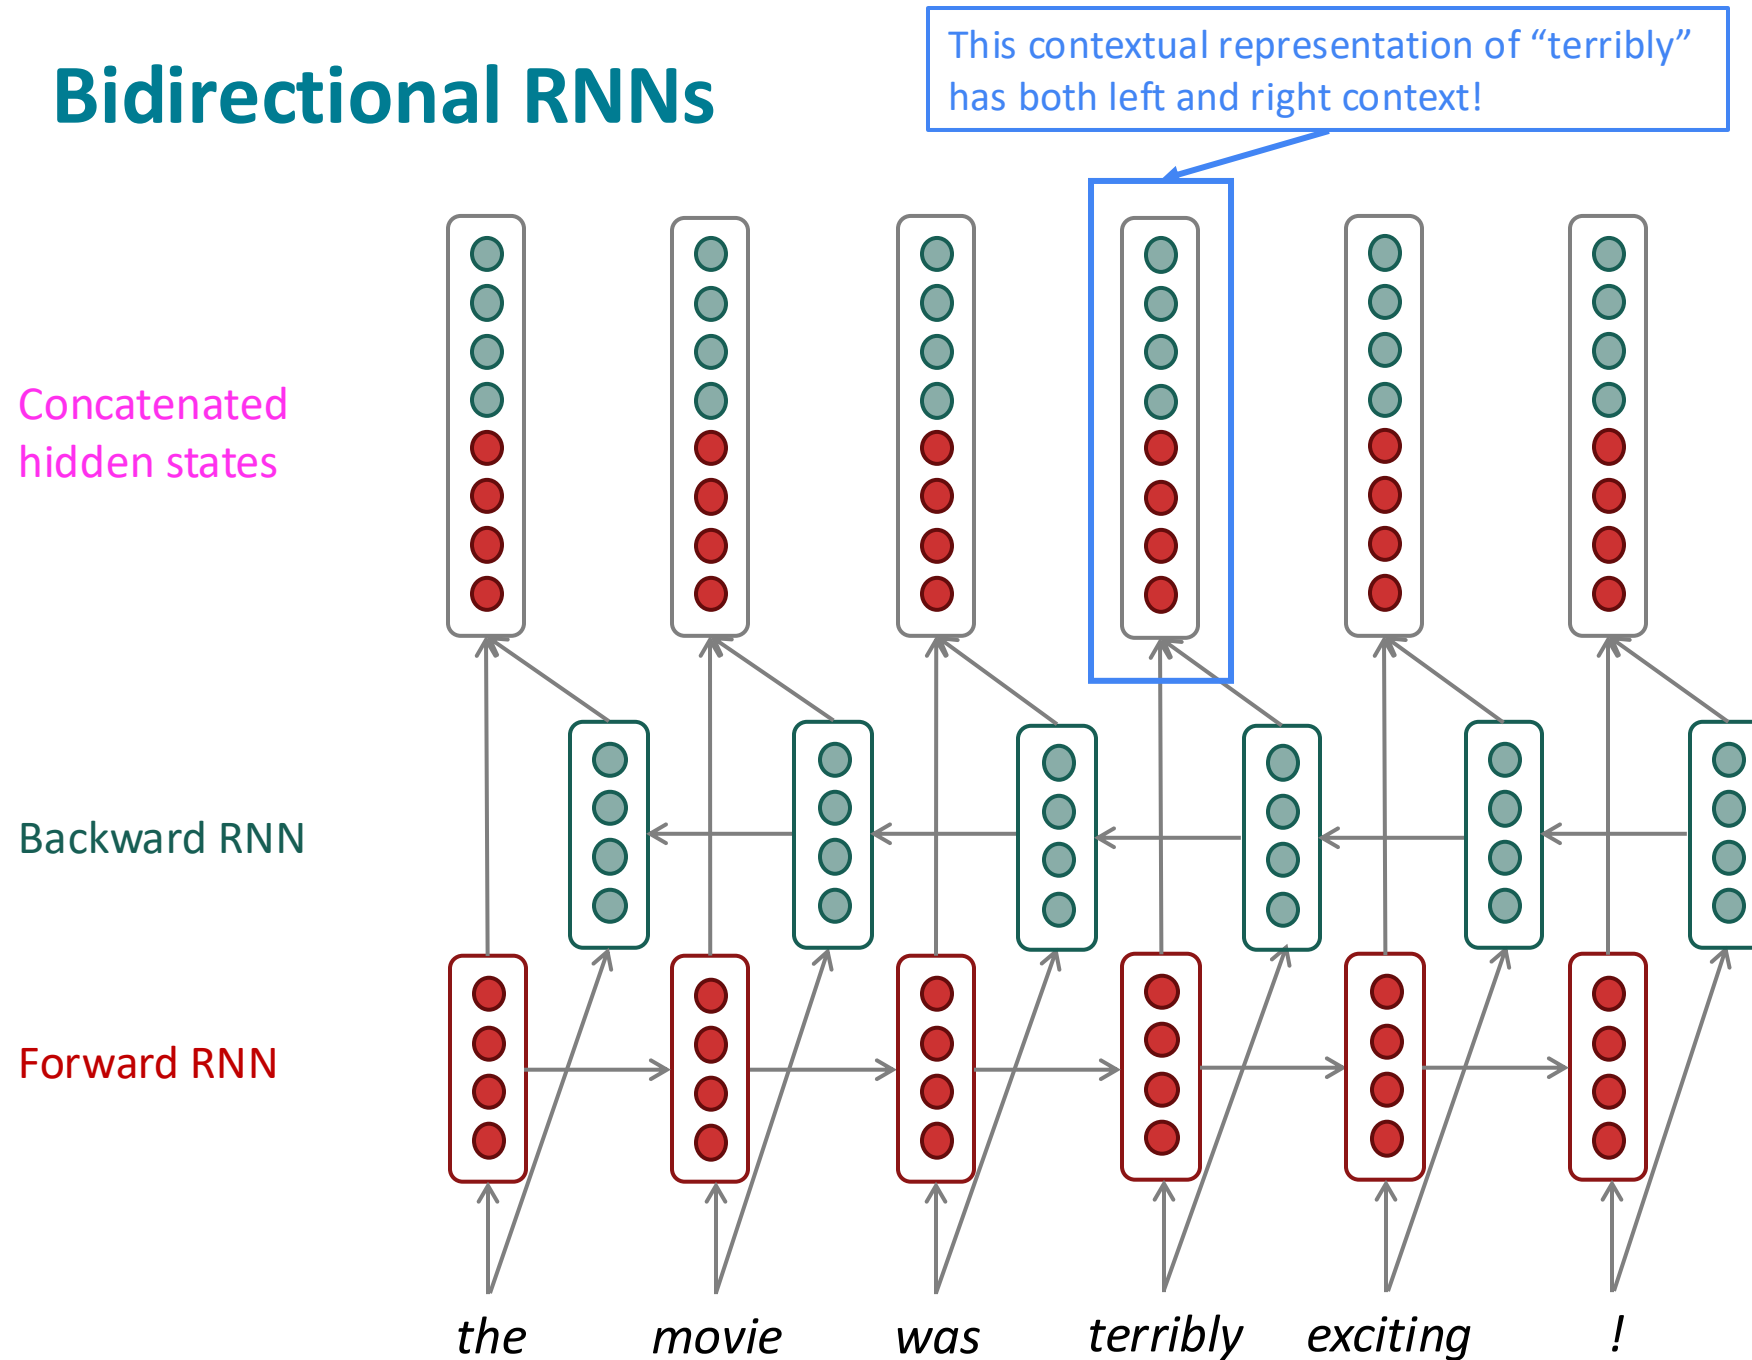 Bidirectional RNNs
This contextual representation of “terribly”
has both left and right context!
Concatenated
hidden states
Backward RNN
Forward RNN
the movie was terribly exciting !